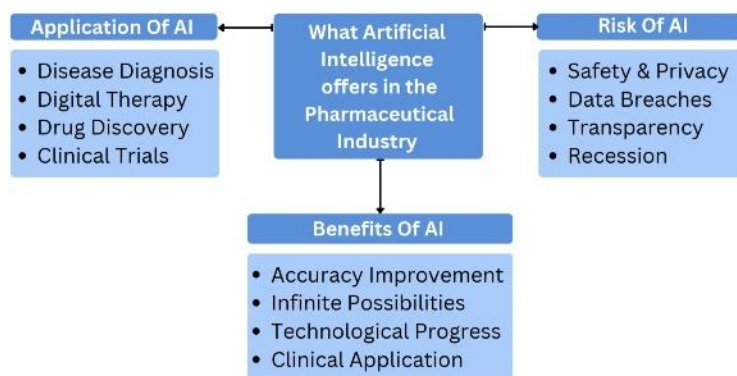 Application Of AI
• Disease Diagnosis
• Digital Therapy
• Drug Discovery
• Clinical Trials
What Artificial
Intelligence
offers in the
Pharmaceutical
Industry
Risk Of AI
• Safety & Privacy
• Data Breaches
• Transparency
• Recession
Benefits Of AI
• Accuracy Improvement
• Infinite Possibilities
• Technological Progress
• Clinical Application